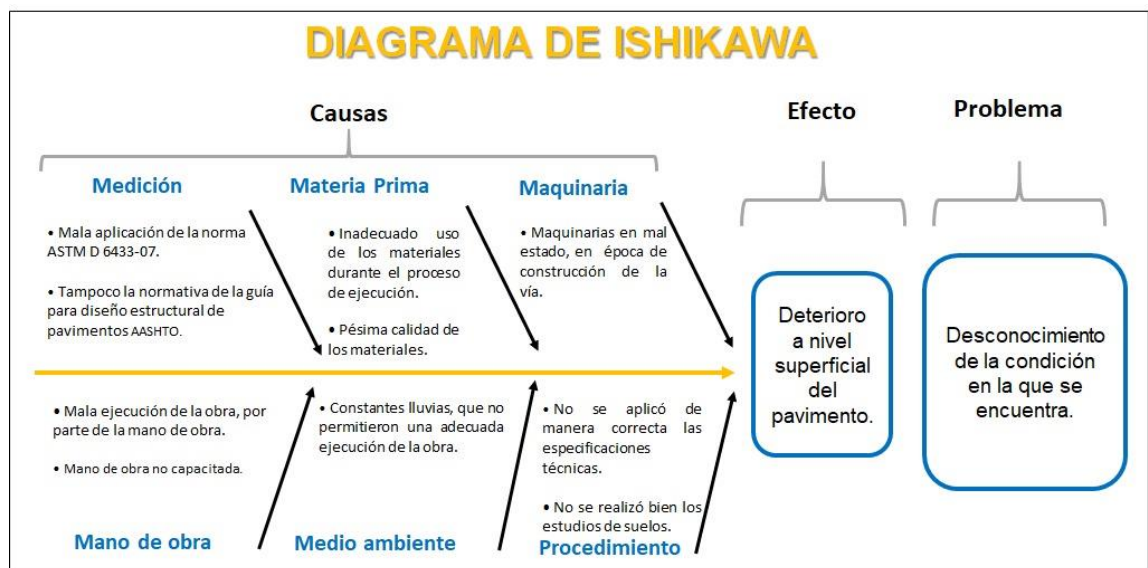 DIAGRAMA DE ISHIKAWA
Causas
Efecto
Problema
Medición
Materia Prima
Maquinaria
• Mala aplicación de la norma
ASTM D 6433-07.
• Tampoco la normativa de la guía
para diseño estructural de
pavimentos AASHTO.
• Inadecuado uso
de los materiales
durante el proceso
de ejecución.
• Pésima calidad de
los materiales.
• Maquinarias en mal
estado, en época de
construcción de la
vía.
Deterioro
a nivel
superficial
del
pavimento.
Desconocimiento
de la condición
en la que se
encuentra.
• Mala ejecución de la obra, por
parte de la mano de obra.
• Mano de obra no capacitada.
• Constantes lluvias, que no
permitieron una adecuada
ejecución de la obra.
• No se aplicó de
manera correcta las
especificaciones
técnicas.
• No se realizó bien los
estudios de suelos.
Mano de obra
Medio ambiente
Procedimiento